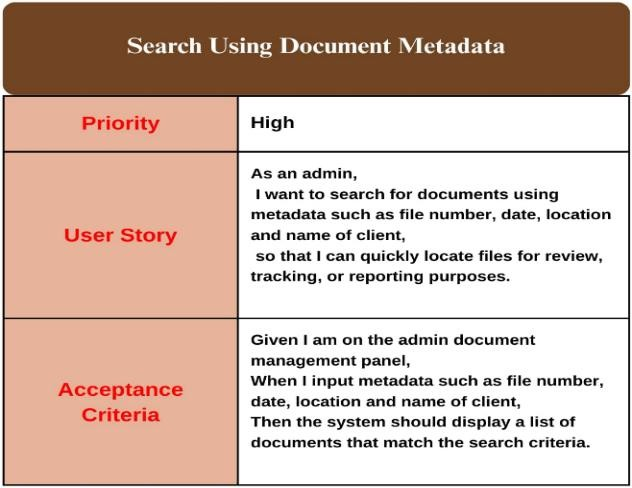 Search Using Document Metadata
Priority
High
User Story
As an admin,
I want to search for documents using
metadata such as file number, date, location
and name of client,
so that I can quickly locate files for review,
tracking, or reporting purposes.
Acceptance
Criteria
Given I am on the admin document
management panel,
When I input metadata such as file number,
date, location and name of client,
Then the system should display a list of
documents that match the search criteria.